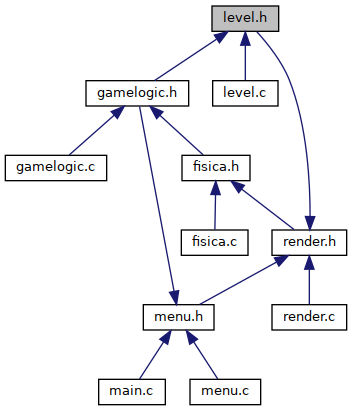 level.h
gamelogic.h
level.c
gamelogic.c
fisica.h
fisica.c
render.h
menu.h
render.c
main.c
menu.c